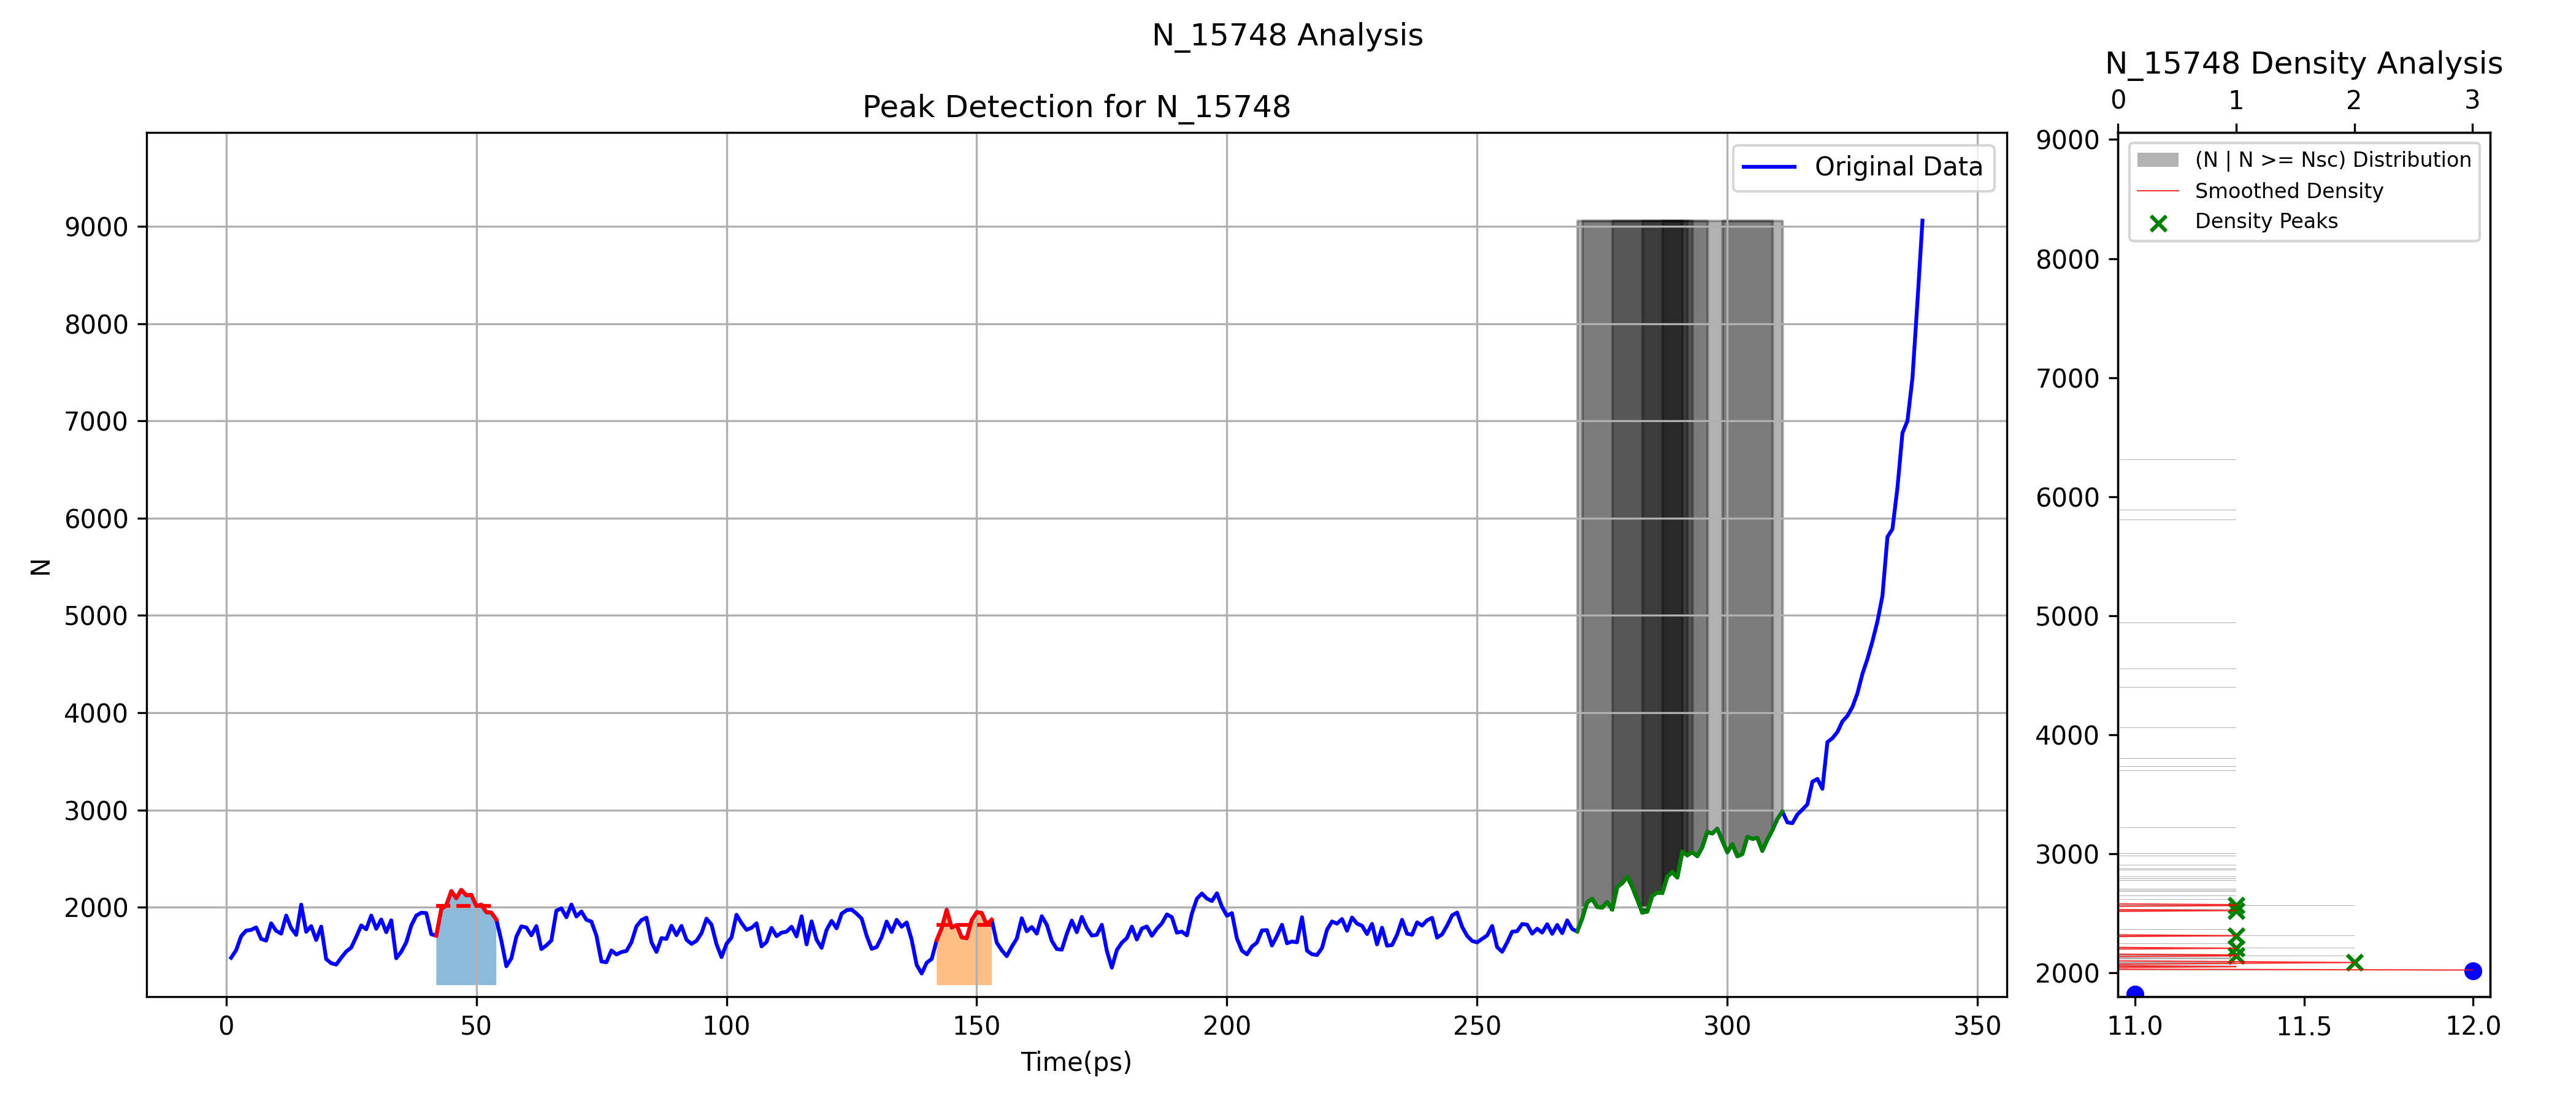 N_15748 Analysis
Peak Detection for N_15748
Original Data
N
9000
8000
7000
6000
5000
4000
3000
2000
0 50 100 150 200 250 300 350
Time(ps)
N_15748 Density Analysis
0 1 2 3
(N | N >= Nsc) Distribution
Smoothed Density
Density Peaks
9000
8000
7000
6000
5000
4000
3000
2000
11.0 11.5 12.0